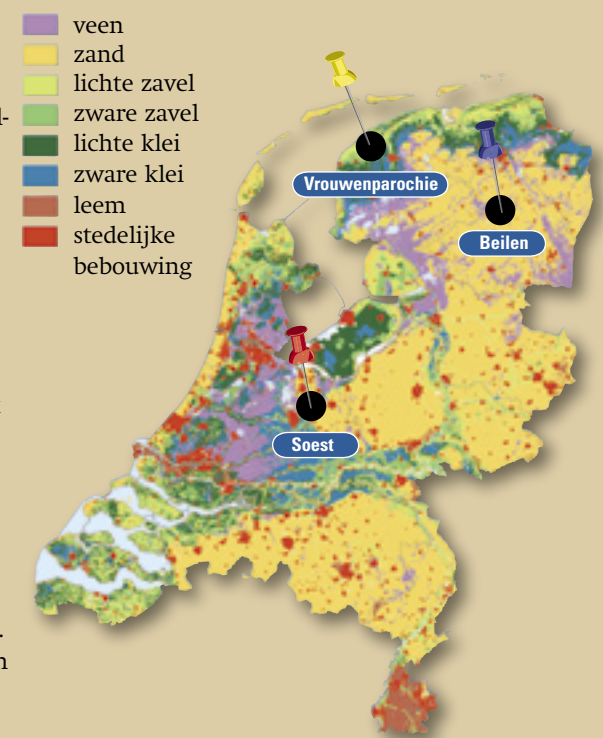 veen
zand
lichte zavel
zware zavel
lichte klei
zware klei
leem
stedelijke
bebouwing
Vrouwenparochie
Beilen
Soest